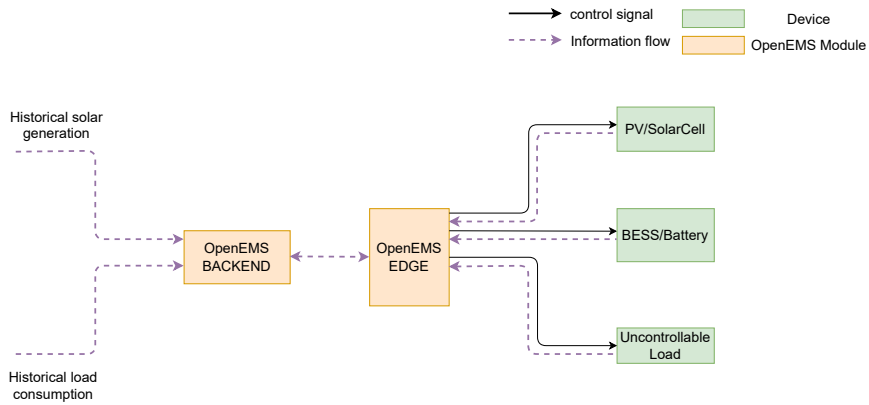 control signal
Device
Information flow
OpenEMS Module
Historical solar
generation
PV/SolarCell
OpenEMS
BACKEND
OpenEMS
EDGE
BESS/Battery
Uncontrollable
Load
Historical load
consumption